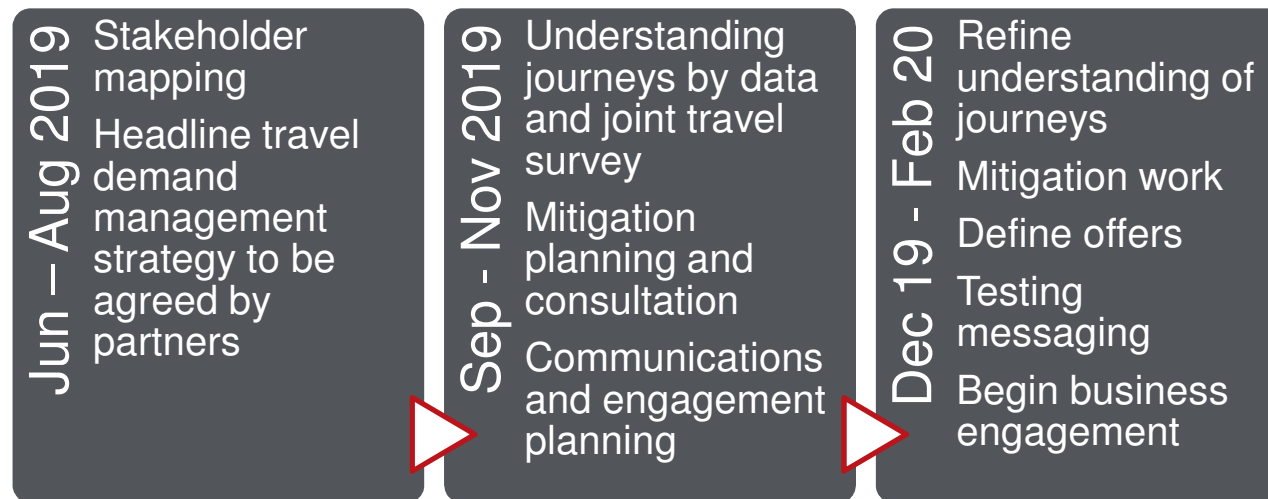 Jun – Aug 2019
Stakeholder
mapping
Headline travel
demand
management
strategy to be
agreed by
partners
Sep - Nov 2019
Understanding
journeys by data
and joint travel
survey
Mitigation
planning and
consultation
Communications
and engagement
planning
Dec 19 - Feb 20
Refine
understanding of
journeys
Mitigation work
Define offers
Testing
messaging
Begin business
engagement